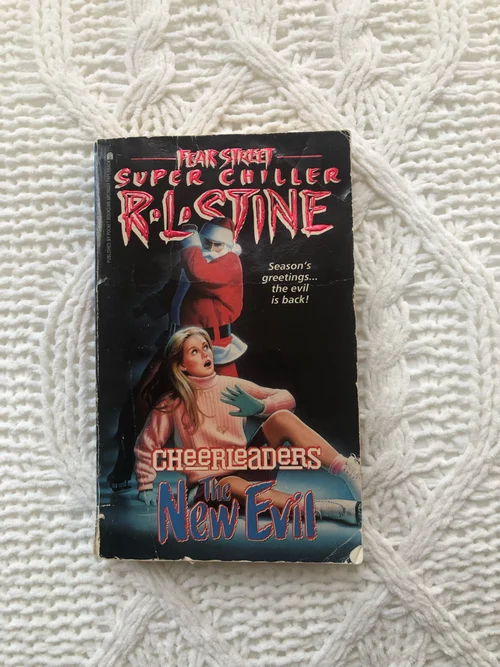 FEAR STREET
SUPER CHILLER
R•L•STINE
Season's
greetings...
the evil
is back!
CHEERLEADERS
The
New Evil